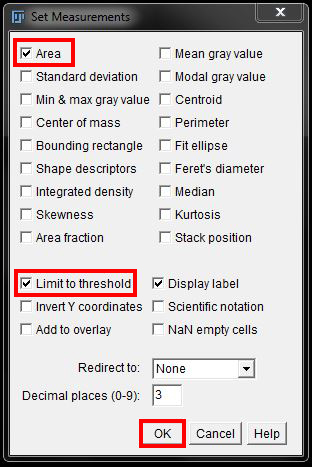 Set Measurements
Area Mean gray value
Standard deviation Modal gray value
Min & max gray value Centroid
Center of mass Perimeter
Bounding rectangle Fit ellipse
Shape descriptors Feret's diameter
Integrated density Median
Skewness Kurtosis
Area fraction Stack position
Limit to threshold Display label
Invert Y coordinates Scientific notation
Add to overlay NaN empty cells
Redirect to: None
Decimal places (0-9): 3
OK Cancel Help